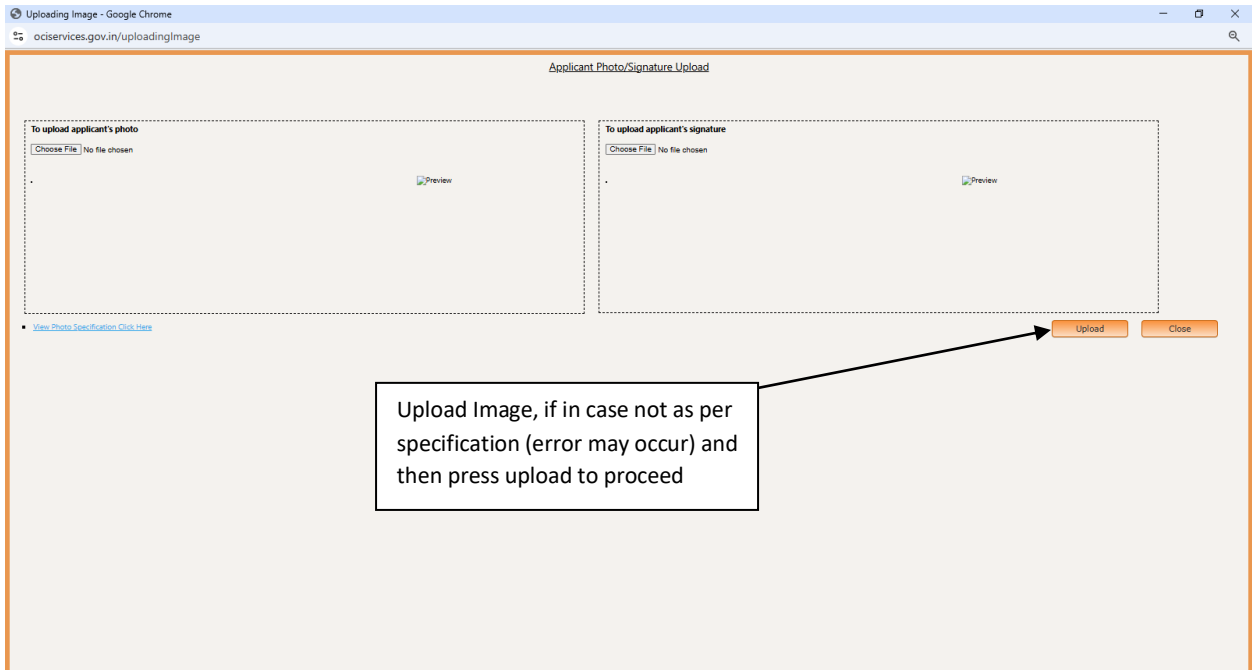 Uploading Image - Google Chrome
ociservices.gov.in/uploadingImage
Applicant Photo/Signature Upload
To upload applicant's photo
Choose File No file chosen
Preview
To upload applicant's signature
Choose File No file chosen
Preview
View Photo Specification Click Here
Upload
Close
Upload Image, if in case not as per
specification (error may occur) and
then press upload to proceed